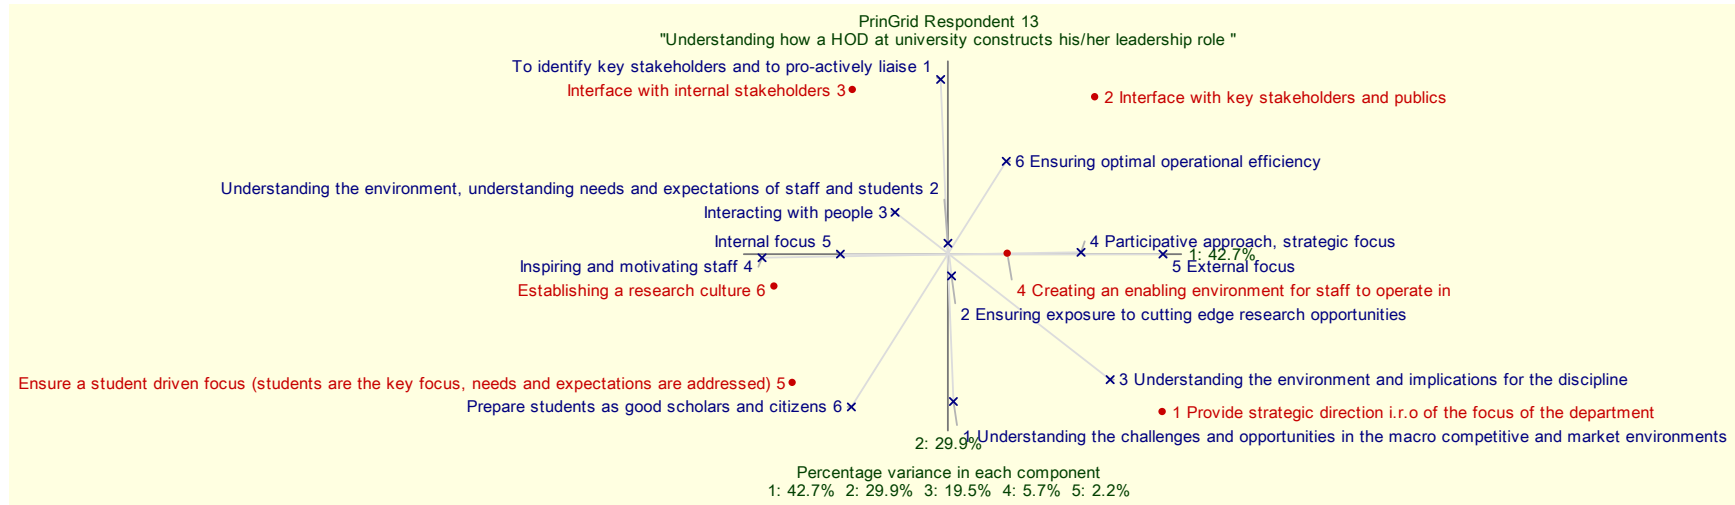 PrinGrid Respondent 13
"Understanding how a HOD at university constructs his/her leadership role "
To identify key stakeholders and to pro-actively liaise 1
Interface with internal stakeholders 3
2 Interface with key stakeholders and publics
6 Ensuring optimal operational efficiency
Understanding the environment, understanding needs and expectations of staff and students 2
Interacting with people 3
Internal focus 5
4 Participative approach, strategic focus
1: 42.7%
Inspiring and motivating staff 4
5 External focus
Establishing a research culture 6
4 Creating an enabling environment for staff to operate in
2 Ensuring exposure to cutting edge research opportunities
Ensure a student driven focus (students are the key focus, needs and expectations are addressed) 5
3 Understanding the environment and implications for the discipline
Prepare students as good scholars and citizens 6
1 Provide strategic direction i.r.o of the focus of the department
1 Understanding the challenges and opportunities in the macro competitive and market environments
2: 29.9%
Percentage variance in each component
1: 42.7% 2: 29.9% 3: 19.5% 4: 5.7% 5: 2.2%